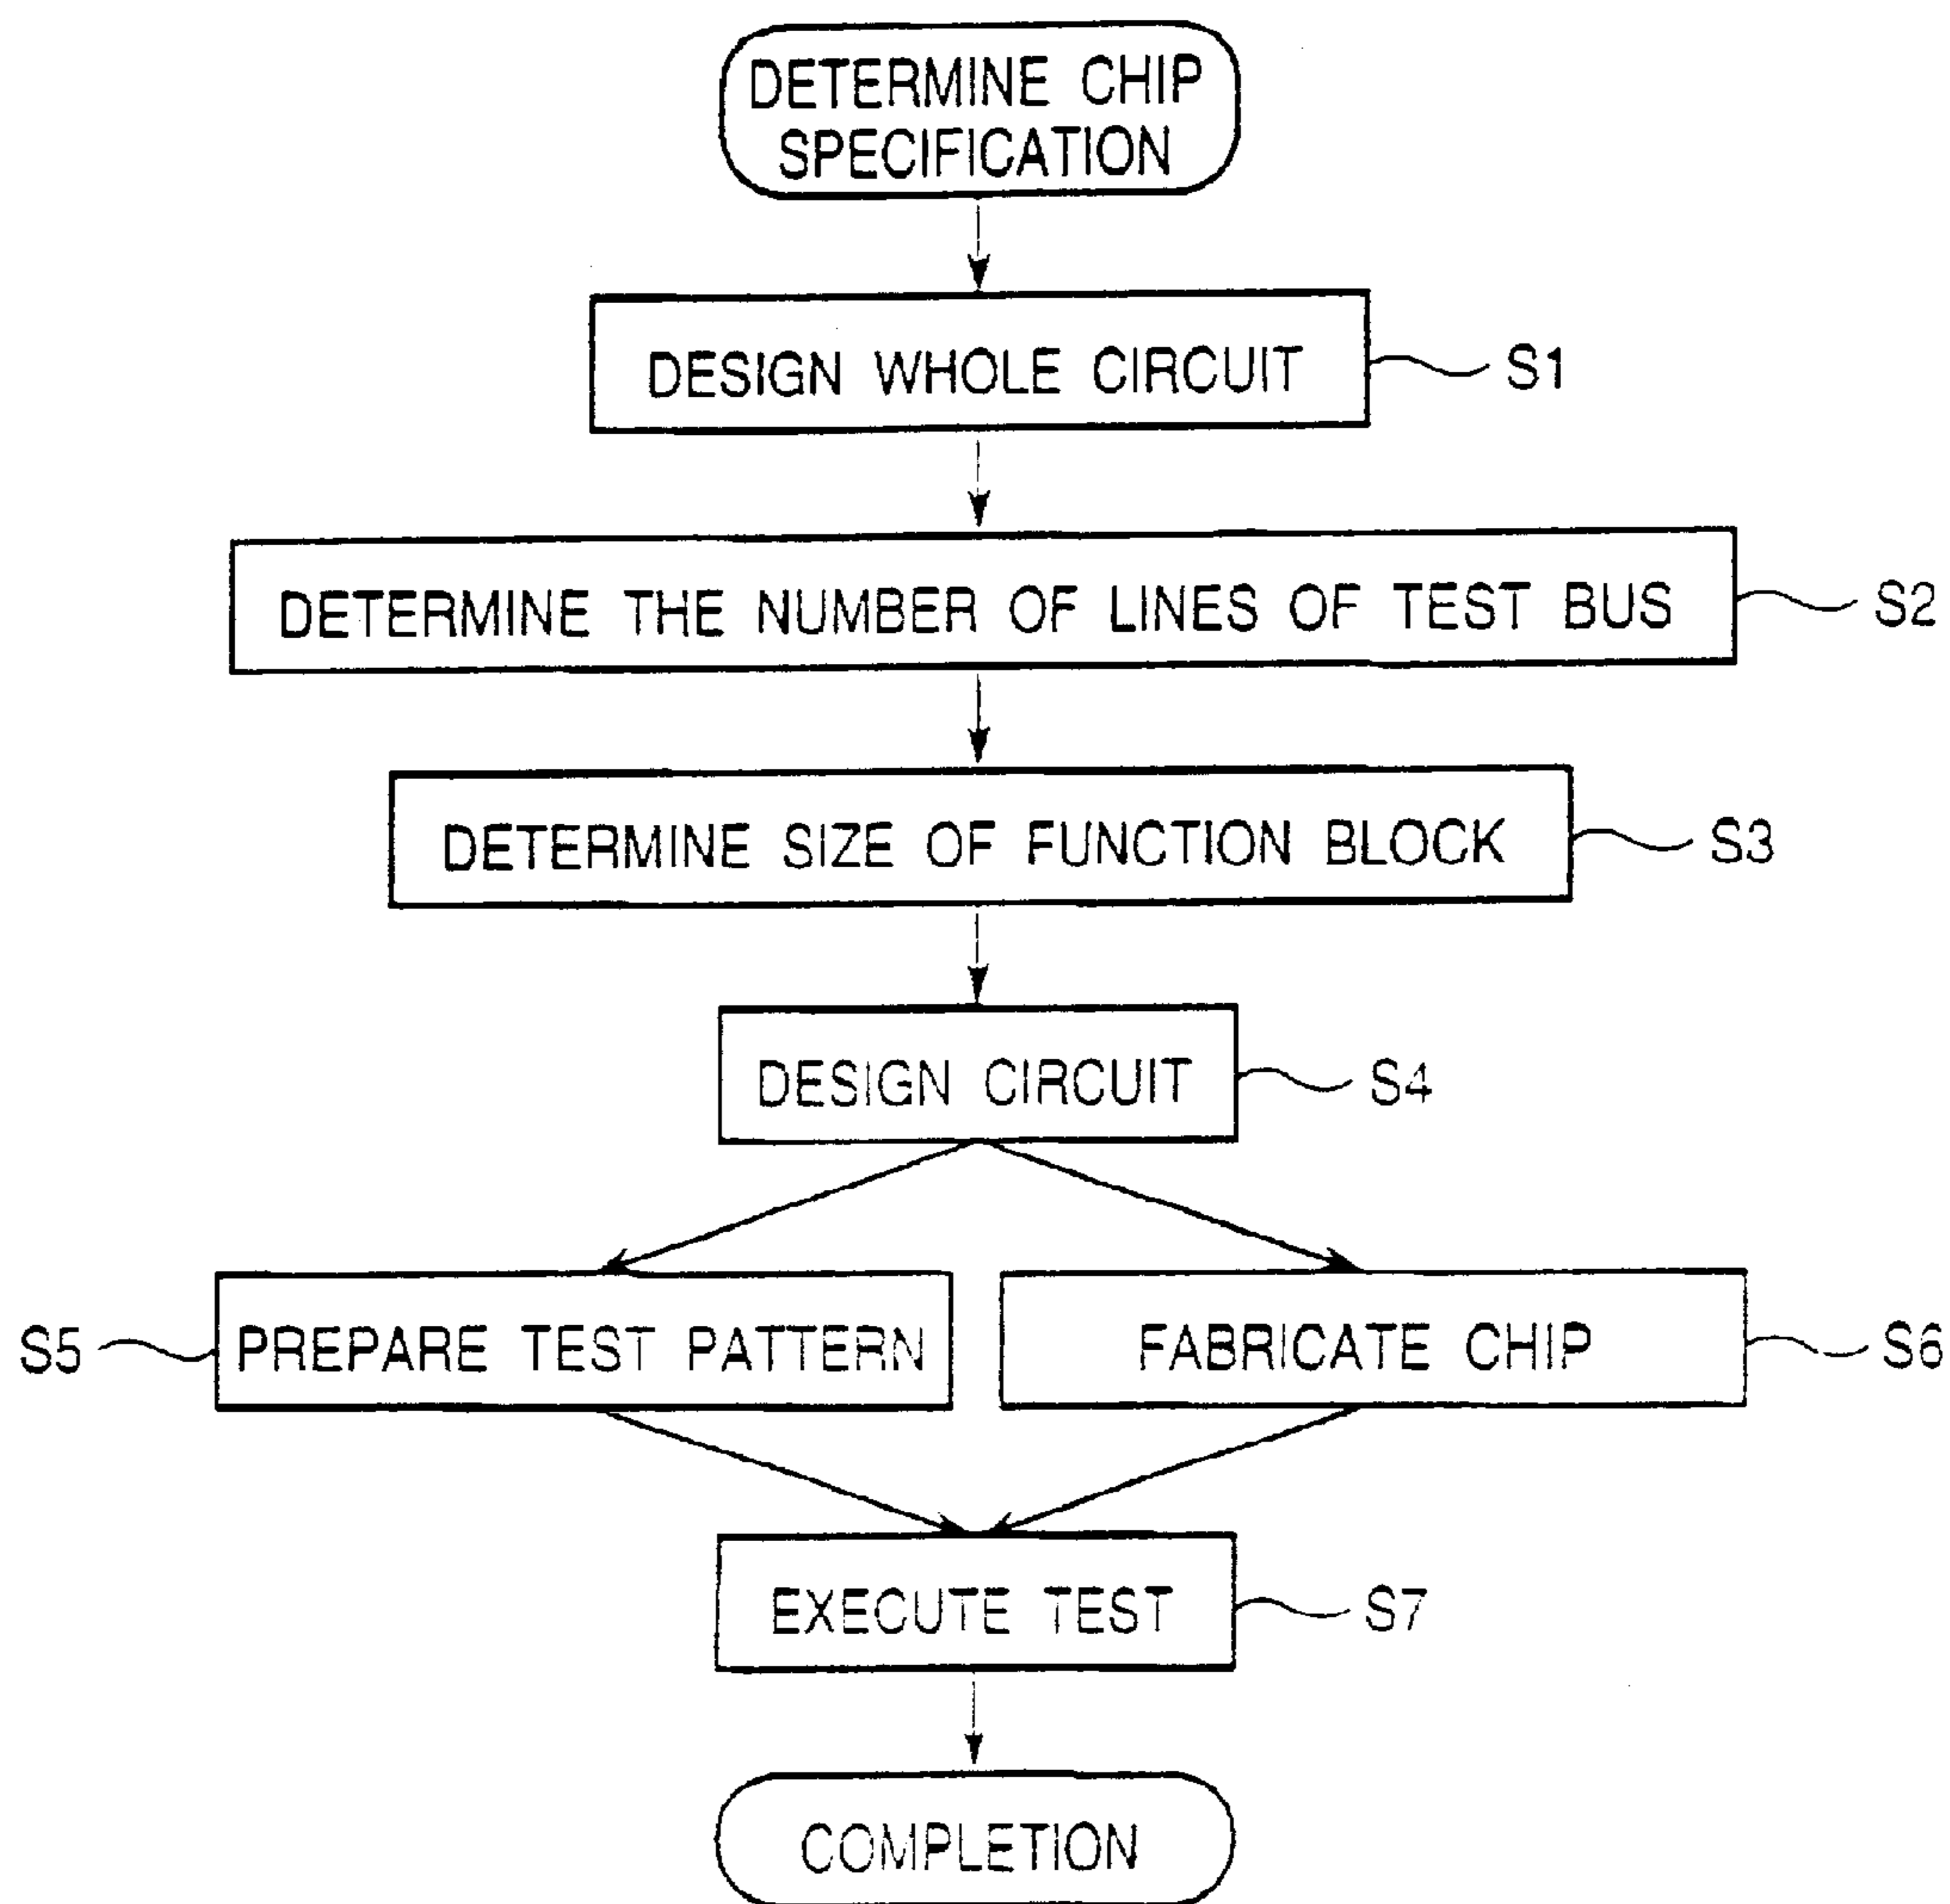 DETERMINE CHIP
SPECIFICATION
DESIGN WHOLE CIRCUIT
S1
DETERMINE THE NUMBER OF LINES OF TEST BUS
S2
DETERMINE SIZE OF FUNCTION BLOCK
S3
DESIGN CIRCUIT
S4
S5
PREPARE TEST PATTERN
FABRICATE CHIP
S6
EXECUTE TEST
S7
COMPLETION